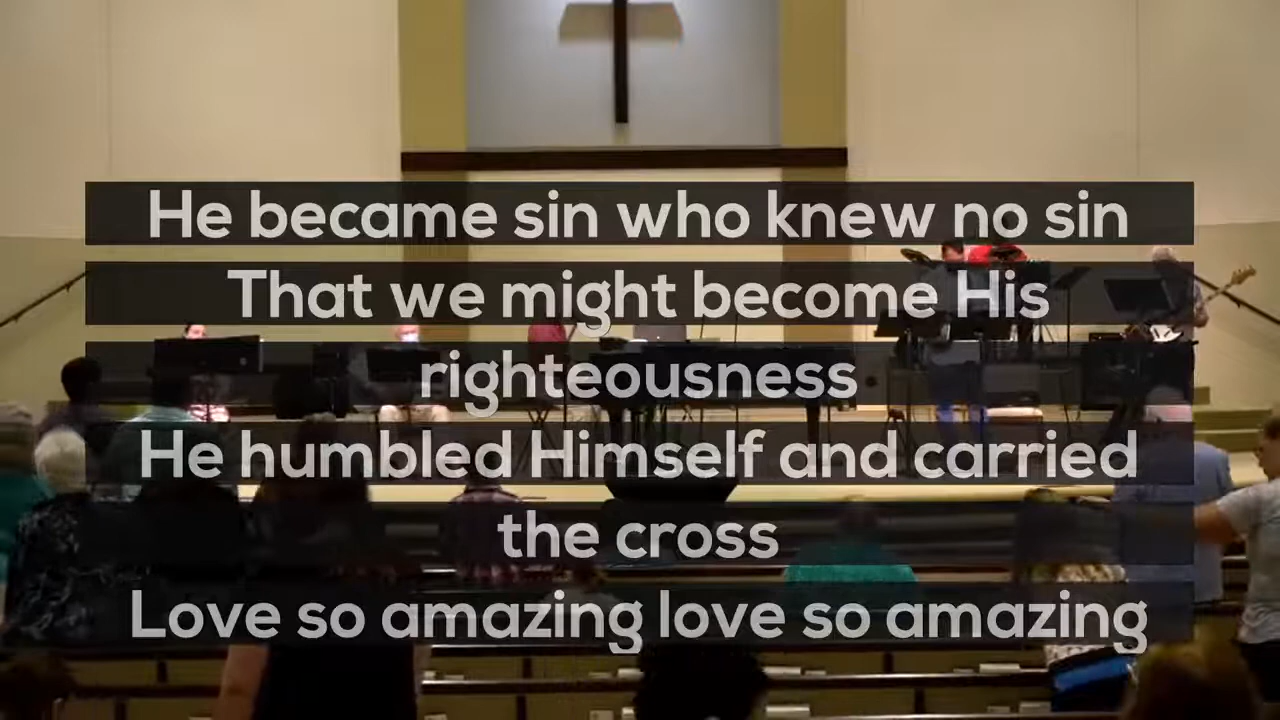 He became sin who knew no sin
That we might become His
righteousness
He humbled Himself and carried
the cross
Love so amazing love so amazing